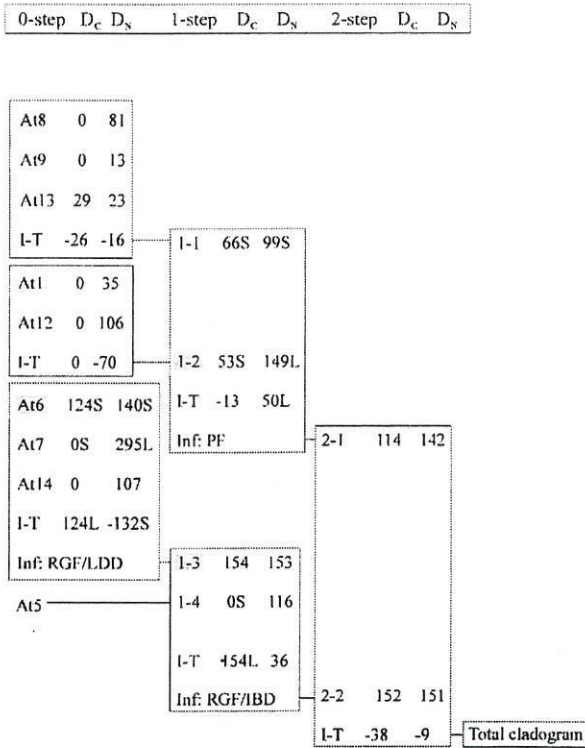 0-step Dc DN 1-step Dc DN 2-step Dc DN
At8 0 81
At9 0 13
At13 29 23
I-T -26 -16
1-1 66S 99S
At1 0 35
At12 0 106
I-T 0 -70
1-2 53S 149L
I-T -13 50L
Inf: PF
At6 124S 140S
At7 0S 295L
At14 0 107
I-T 124L -132S
Inf: RGF/LDD
2-1 114 142
1-3 154 153
At5
1-4 0S 116
I-T -154L 36
Inf: RGF/IBD
2-2 152 151
I-T -38 -9
Total cladogram